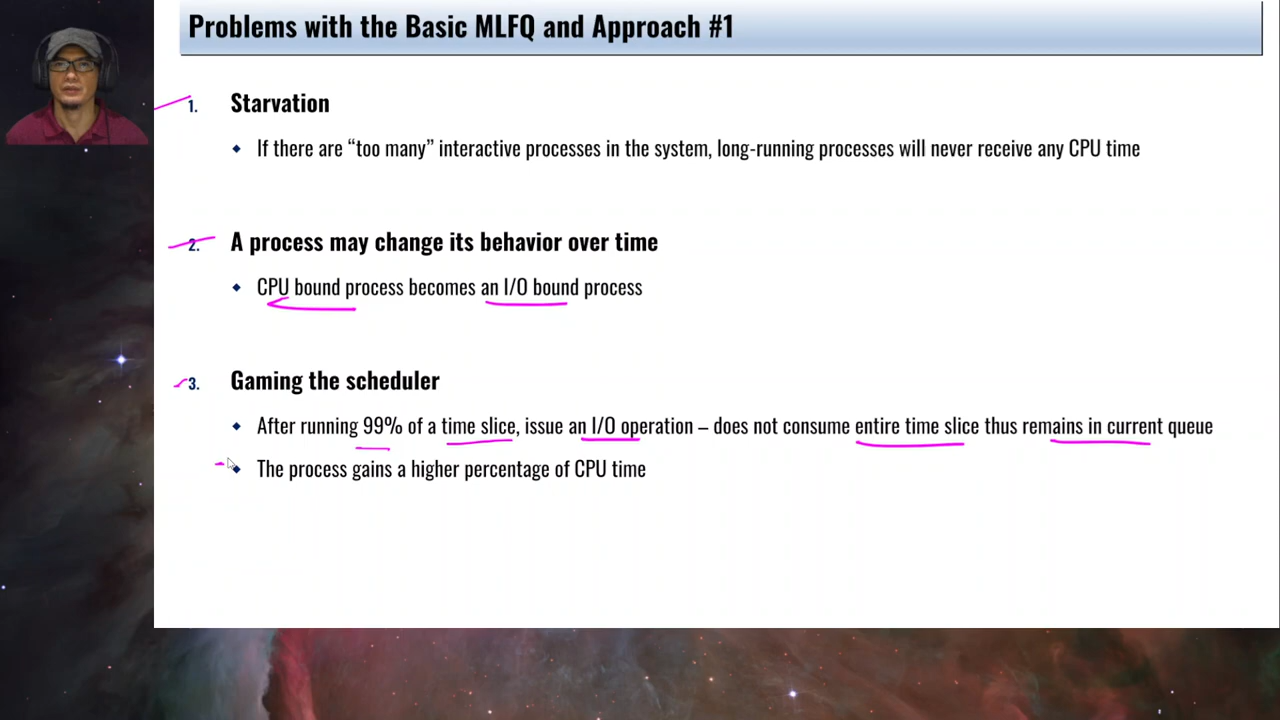 Problems with the Basic MLFQ and Approach #1
1. Starvation
◆ If there are “too many” interactive processes in the system, long-running processes will never receive any CPU time
2. A process may change its behavior over time
◆ CPU bound process becomes an I/O bound process
3. Gaming the scheduler
◆ After running 99% of a time slice, issue an I/O operation – does not consume entire time slice thus remains in current queue
◆ The process gains a higher percentage of CPU time